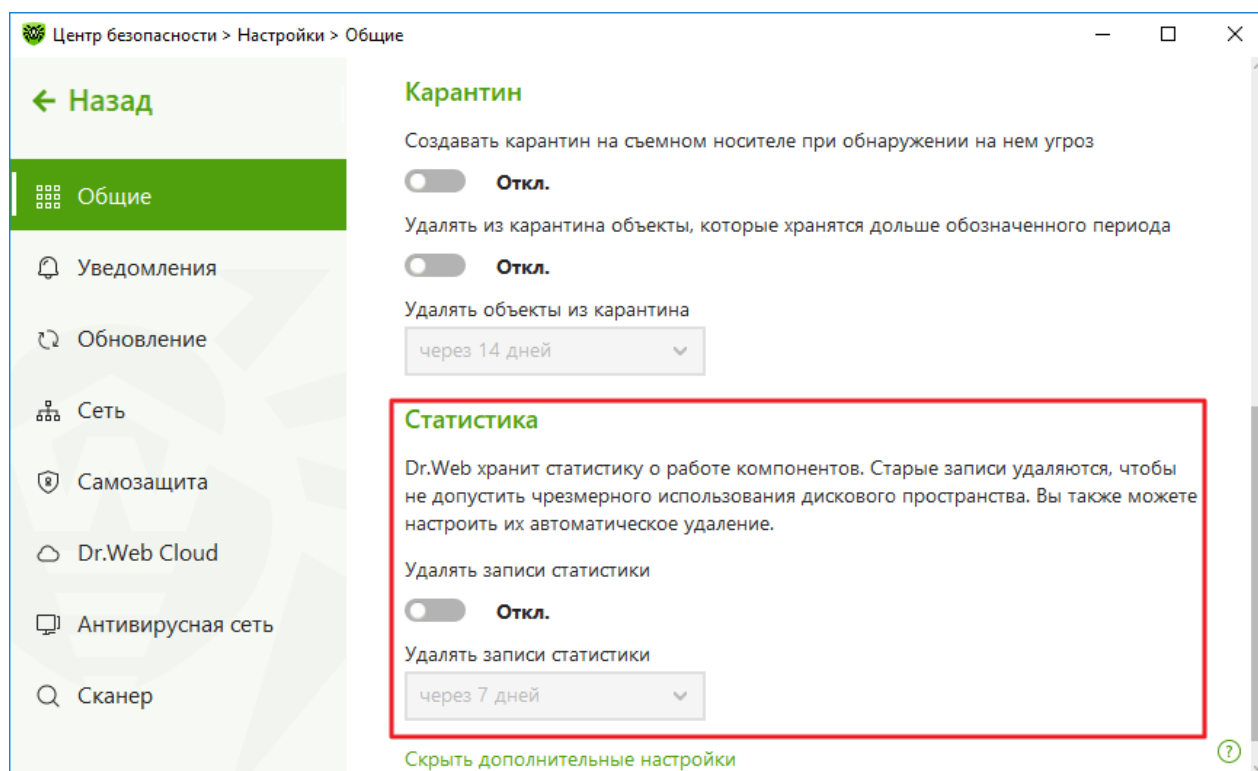 Центр безопасности > Настройки > Общие
Назад
Общие
Уведомления
Обновление
Сеть
Самозащита
Dr.Web Cloud
Антивирусная сеть
Сканер
Карантин
Создавать карантин на съемном носителе при обнаружении на нем угроз
Откл.
Удалять из карантина объекты, которые хранятся дольше обозначенного периода
Откл.
Удалять объекты из карантина
через 14 дней
Статистика
Dr.Web хранит статистику о работе компонентов. Старые записи удаляются, чтобы
не допустить чрезмерного использования дискового пространства. Вы также можете
настроить их автоматическое удаление.
Удалять записи статистики
Откл.
Удалять записи статистики
через 7 дней
Скрыть дополнительные настройки
?